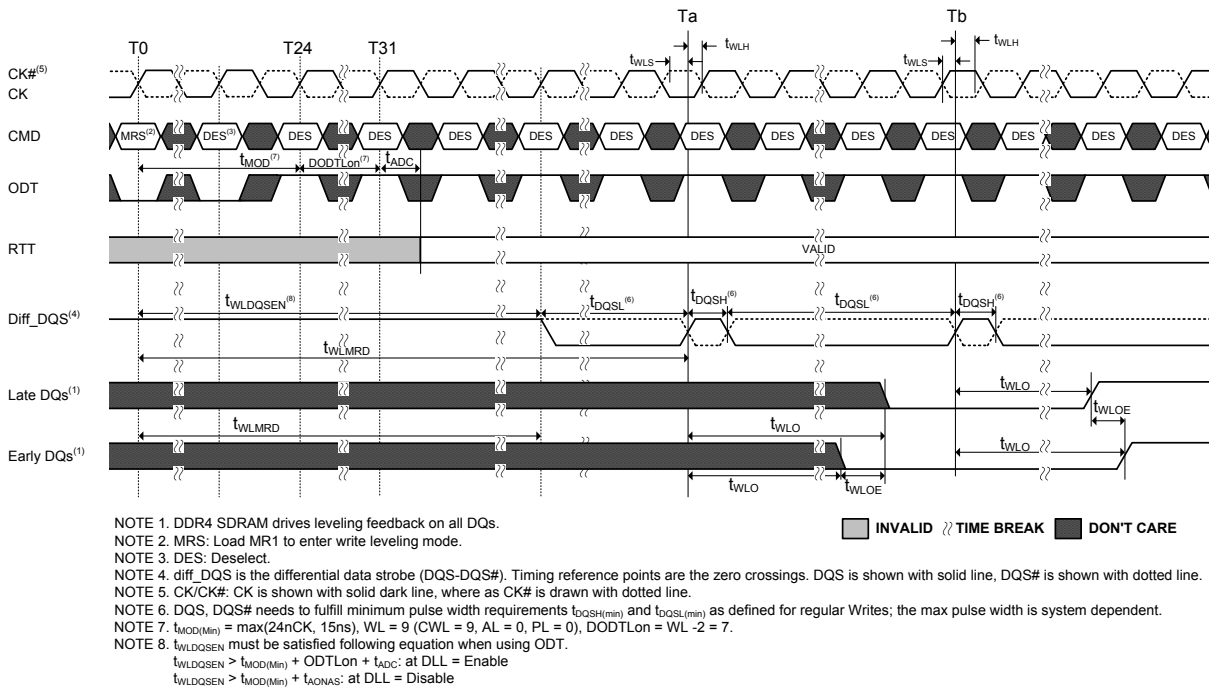 Ta Tb
tWLH tWLH
T0 T24 T31 tWLS tWLS
CK#(5)
CK
CMD MRS(2) DES(3) DES DES DES DES DES DES DES DES DES DES DES DES
tMOD(7) DODTLon(7) tADC
ODT
RTT VALID
tWLDQSEN(8) tDQSL(6) tDQSH(6) tDQSL(6) tDQSH(6)
Diff_DQS(4)
tWLMRD
Late DQs(1) tWLO
tWLOE
tWLMRD tWLO
Early DQs(1) tWLO
tWLO tWLOE
NOTE 1. DDR4 SDRAM drives leveling feedback on all DQs.
INVALID TIME BREAK DON'T CARE
NOTE 2. MRS: Load MR1 to enter write leveling mode.
NOTE 3. DES: Deselect.
NOTE 4. diff_DQS is the differential data strobe (DQS-DQS#). Timing reference points are the zero crossings. DQS is shown with solid line, DQS# is shown with dotted line.
NOTE 5. CK/CK#: CK is shown with solid dark line, where as CK# is drawn with dotted line.
NOTE 6. DQS, DQS# needs to fulfill minimum pulse width requirements tDQSH(min) and tDQSL(min) as defined for regular Writes; the max pulse width is system dependent.
NOTE 7. tMOD(Min) = max(24nCK, 15ns), WL = 9 (CWL = 9, AL = 0, PL = 0), DODTLon = WL -2 = 7.
NOTE 8. tWLDQSEN must be satisfied following equation when using ODT.
tWLDQSEN > tMOD(Min) + ODTLon + tADC: at DLL = Enable
tWLDQSEN > tMOD(Min) + tAONAS: at DLL = Disable